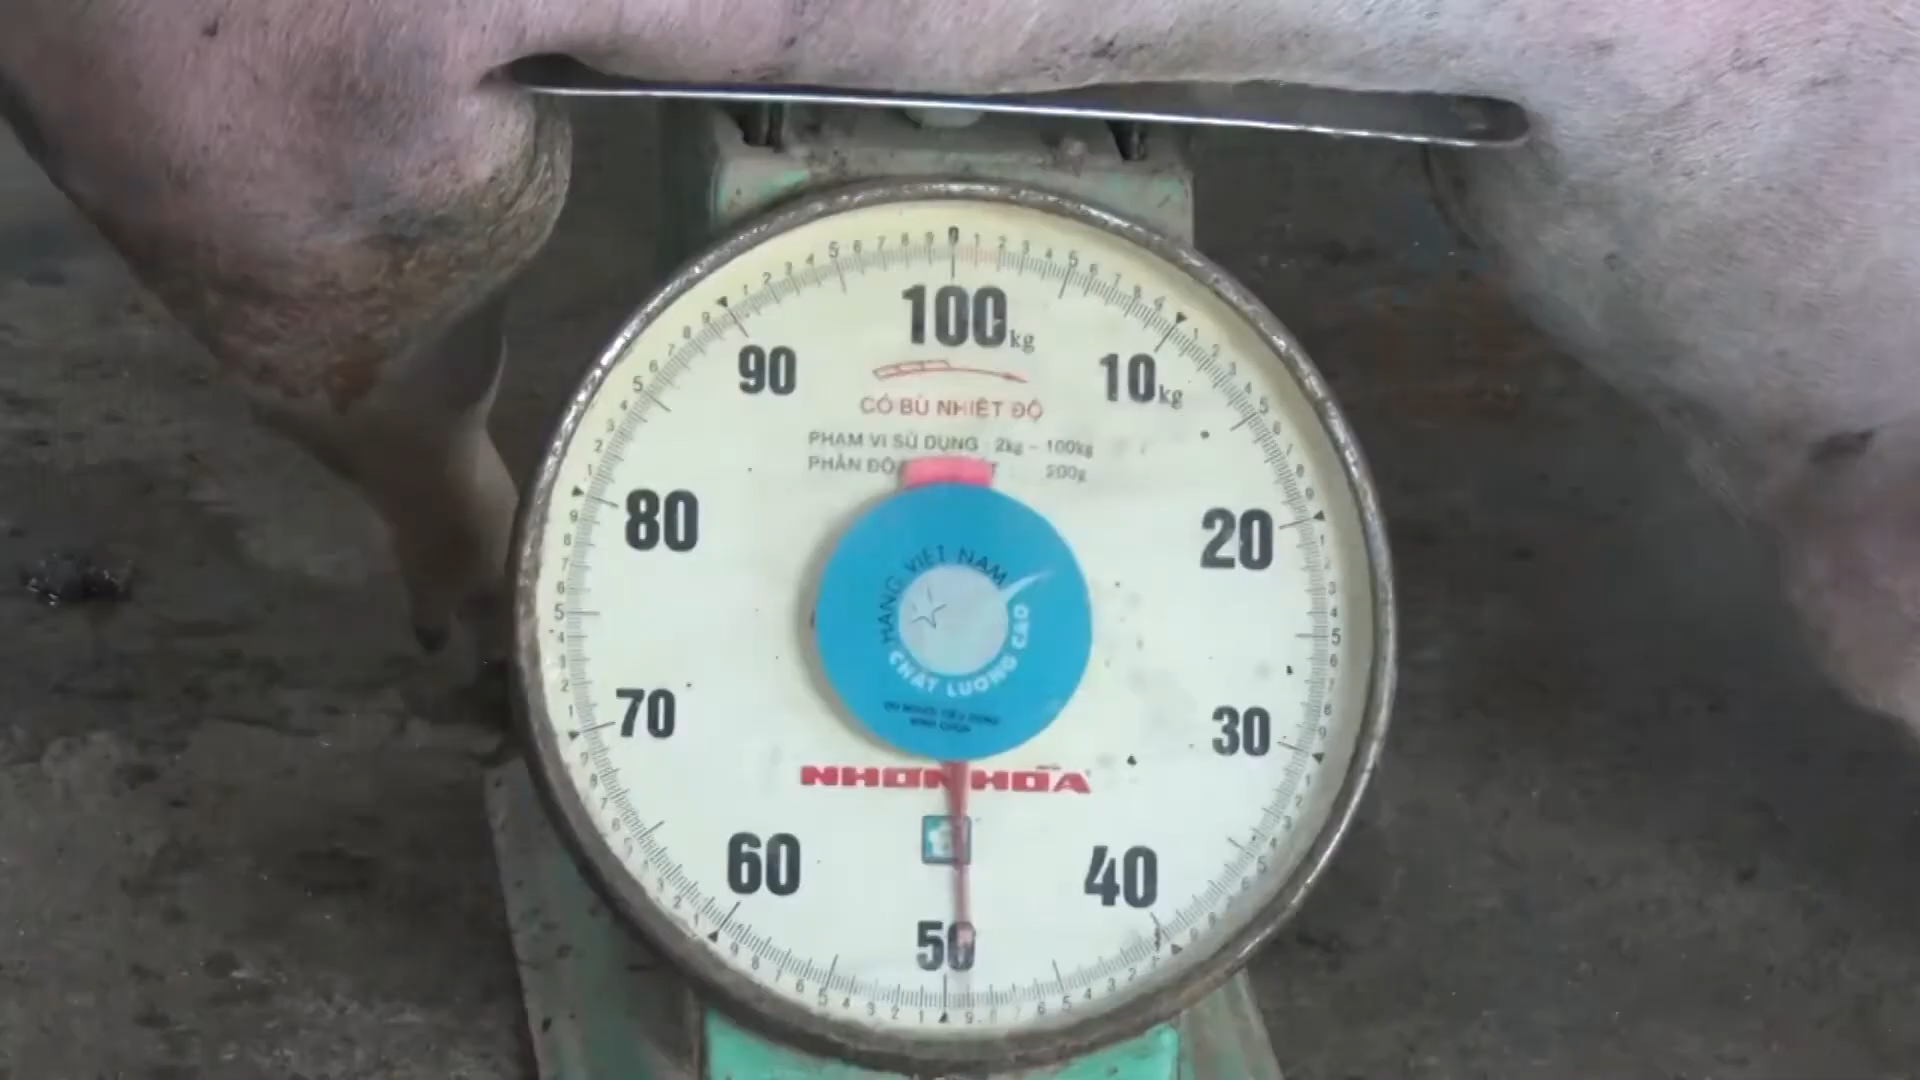 0
100kg
90
10kg
CÓ BÙ NHIỆT ĐỘ
PHẠM VI SỬ DỤNG : 2kg - 100kg
PHÂN ĐỘ 200g
80
20
HÀNG VIỆT NAM
CHẤT LƯỢNG CAO
70
30
NHƠN HÒA
60
40
50